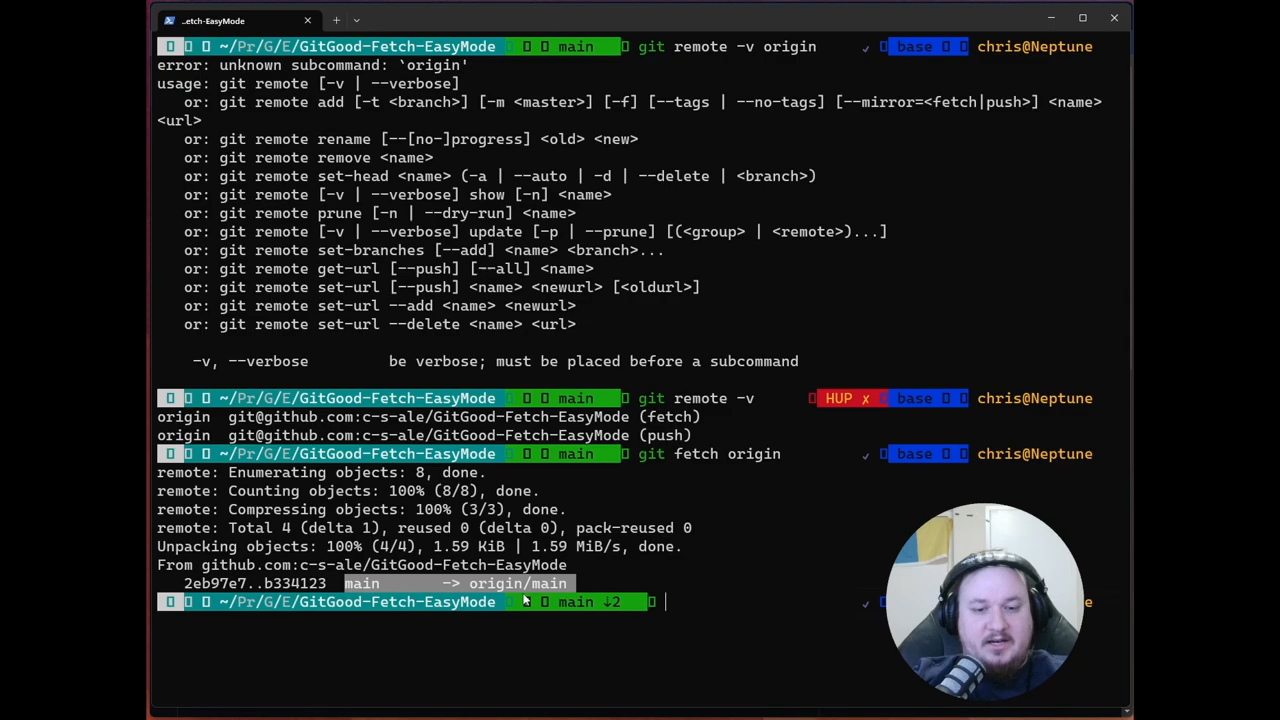 ..etch-EasyMode
~/Pr/G/E/GitGood-Fetch-EasyMode main git remote -v origin ✓ base chris@Neptune
error: unknown subcommand: `origin'
usage: git remote [-v | --verbose]
or: git remote add [-t <branch>] [-m <master>] [-f] [--tags | --no-tags] [--mirror=<fetch|push>] <name>
<url>
or: git remote rename [--[no-]progress] <old> <new>
or: git remote remove <name>
or: git remote set-head <name> (-a | --auto | -d | --delete | <branch>)
or: git remote [-v | --verbose] show [-n] <name>
or: git remote prune [-n | --dry-run] <name>
or: git remote [-v | --verbose] update [-p | --prune] [(<group> | <remote>)...]
or: git remote set-branches [--add] <name> <branch>...
or: git remote get-url [--push] [--all] <name>
or: git remote set-url [--push] <name> <newurl> [<oldurl>]
or: git remote set-url --add <name> <newurl>
or: git remote set-url --delete <name> <url>
-v, --verbose be verbose; must be placed before a subcommand
~/Pr/G/E/GitGood-Fetch-EasyMode main git remote -v HUP ✗ base chris@Neptune
origin git@github.com:c-s-ale/GitGood-Fetch-EasyMode (fetch)
origin git@github.com:c-s-ale/GitGood-Fetch-EasyMode (push)
~/Pr/G/E/GitGood-Fetch-EasyMode main git fetch origin ✓ base chris@Neptune
remote: Enumerating objects: 8, done.
remote: Counting objects: 100% (8/8), done.
remote: Compressing objects: 100% (3/3), done.
remote: Total 4 (delta 1), reused 0 (delta 0), pack-reused 0
Unpacking objects: 100% (4/4), 1.59 KiB | 1.59 MiB/s, done.
From github.com:c-s-ale/GitGood-Fetch-EasyMode
2eb97e7..b334123 main -> origin/main
~/Pr/G/E/GitGood-Fetch-EasyMode main ↓2 ✓